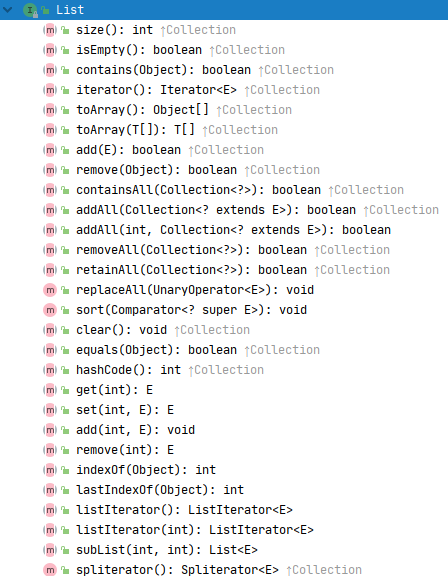 List
size(): int ↑Collection
isEmpty(): boolean ↑Collection
contains(Object): boolean ↑Collection
iterator(): Iterator<E> ↑Collection
toArray(): Object[] ↑Collection
toArray(T[]): T[] ↑Collection
add(E): boolean ↑Collection
remove(Object): boolean ↑Collection
containsAll(Collection<?>): boolean ↑Collection
addAll(Collection<? extends E>): boolean ↑Collection
addAll(int, Collection<? extends E>): boolean
removeAll(Collection<?>): boolean ↑Collection
retainAll(Collection<?>): boolean ↑Collection
replaceAll(UnaryOperator<E>): void
sort(Comparator<? super E>): void
clear(): void ↑Collection
equals(Object): boolean ↑Collection
hashCode(): int ↑Collection
get(int): E
set(int, E): E
add(int, E): void
remove(int): E
indexOf(Object): int
lastIndexOf(Object): int
listIterator(): ListIterator<E>
listIterator(int): ListIterator<E>
subList(int, int): List<E>
spliterator(): Spliterator<E> ↑Collection